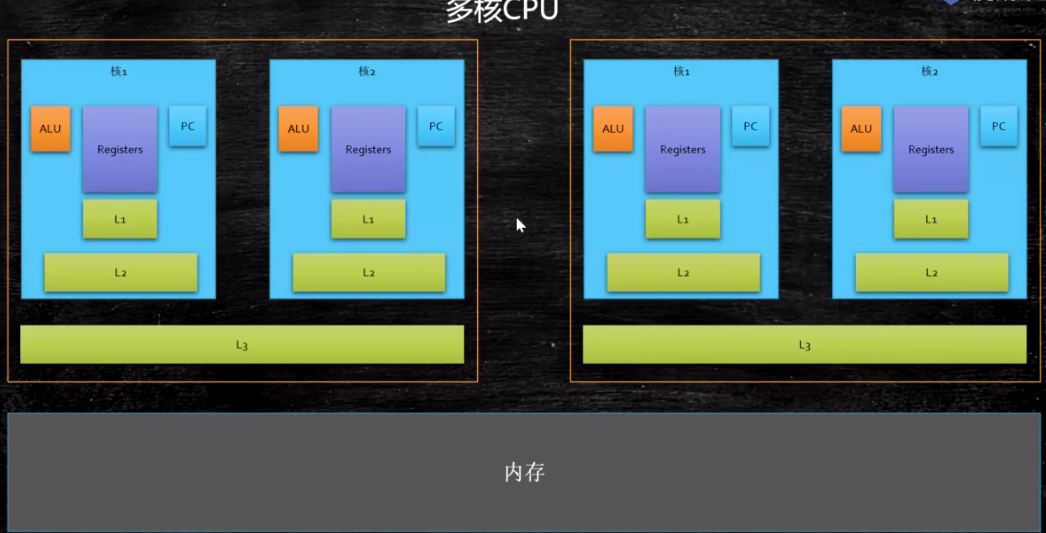 多核CPU
核1
核2
核1
核2
ALU
Registers
PC
ALU
Registers
PC
ALU
Registers
PC
ALU
Registers
PC
L1
L1
L1
L1
L2
L2
L2
L2
L3
L3
内存